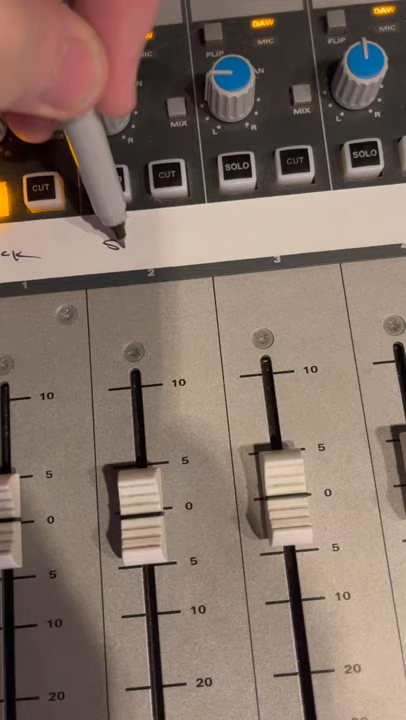 DAW DAW
FLIP MIC FLIP MIC
MIX L R MIX L R
R
CUT CUT SOLO CUT SOLO
1 2 3
10 10 10
5 5 5
0 0 0
5 5 5
10 10 10
20 20 20